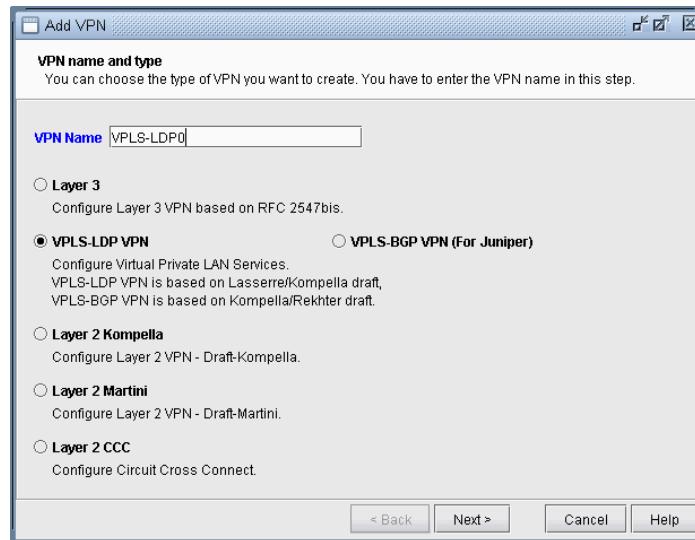 Add VPN
VPN name and type
You can choose the type of VPN you want to create. You have to enter the VPN name in this step.
VPN Name VPLS-LDP0
Layer 3
Configure Layer 3 VPN based on RFC 2547bis.
VPLS-LDP VPN VPLS-BGP VPN (For Juniper)
Configure Virtual Private LAN Services.
VPLS-LDP VPN is based on Lasserre/Kompella draft,
VPLS-BGP VPN is based on Kompella/Rekhter draft.
Layer 2 Kompella
Configure Layer 2 VPN - Draft-Kompella.
Layer 2 Martini
Configure Layer 2 VPN - Draft-Martini.
Layer 2 CCC
Configure Circuit Cross Connect.
< Back Next > Cancel Help